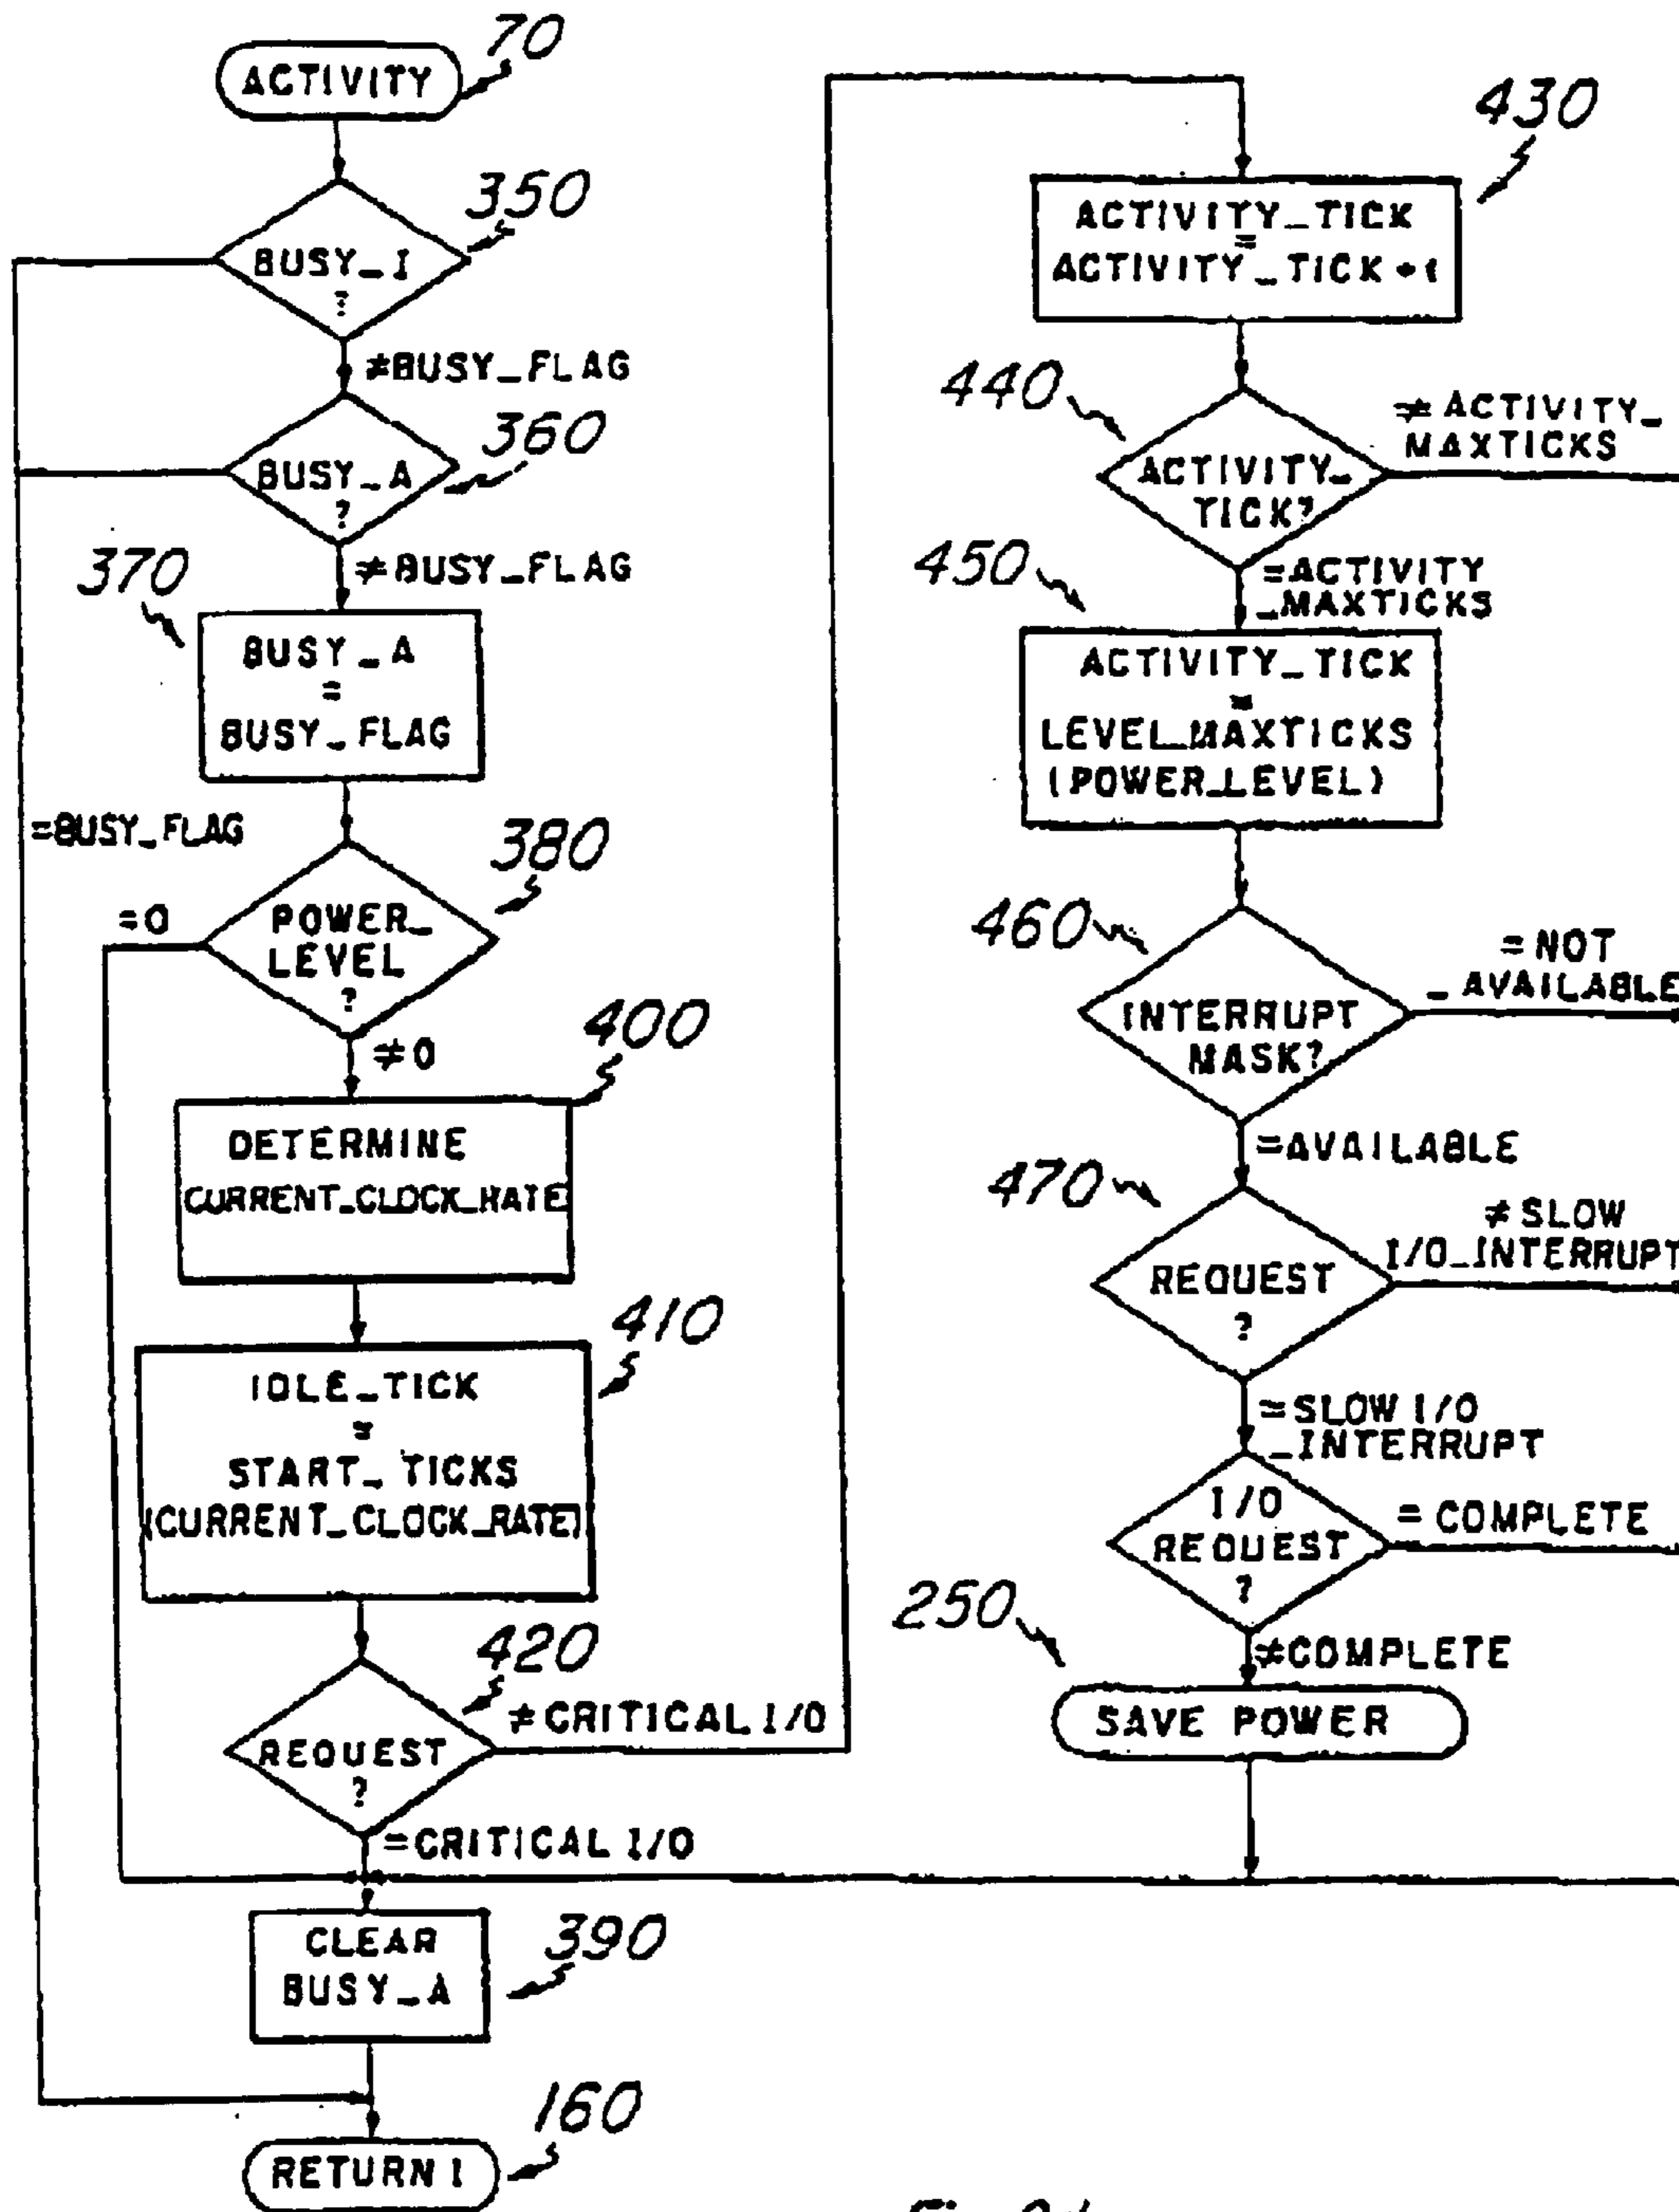 ACTIVITY
70
350
BUSY_I
?
≠BUSY_FLAG
360
BUSY_A
?
≠BUSY_FLAG
370
BUSY_A
=
BUSY_FLAG
=BUSY_FLAG
380
=0
POWER_
LEVEL
?
≠0
400
DETERMINE
CURRENT_CLOCK_RATE
410
IDLE_TICK
=
START_TICKS
(CURRENT_CLOCK_RATE)
420
≠CRITICAL I/O
REQUEST
?
=CRITICAL I/O
CLEAR
BUSY_A
390
160
RETURN I
430
ACTIVITY_TICK
=
ACTIVITY_TICK+1
440
≠ACTIVITY_
MAXTICKS
ACTIVITY_
TICK?
450
=ACTIVITY
_MAXTICKS
ACTIVITY_TICK
=
LEVEL_MAXTICKS
(POWER_LEVEL)
460
=NOT
_AVAILABLE
INTERRUPT
MASK?
=AVAILABLE
470
≠SLOW
I/O_INTERRUPT
REQUEST
?
=SLOW I/O
_INTERRUPT
I/O
REQUEST
?
=COMPLETE
250
≠COMPLETE
SAVE POWER